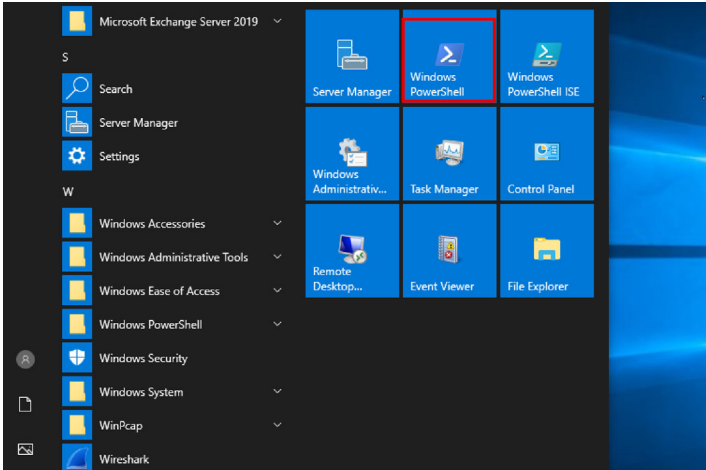 Microsoft Exchange Server 2019
S
Search
Server Manager
Settings
W
Windows Accessories
Windows Administrative Tools
Windows Ease of Access
Windows PowerShell
Windows Security
Windows System
WinPcap
Wireshark
Server Manager
Windows
PowerShell
Windows
PowerShell ISE
Windows
Administrativ...
Task Manager
Control Panel
Remote
Desktop...
Event Viewer
File Explorer